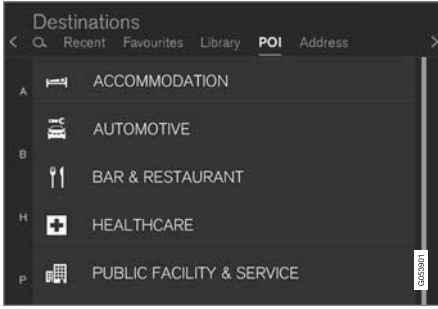 Destinations
Recent Favourites Library POI Address
A
ACCOMMODATION
AUTOMOTIVE
B
BAR & RESTAURANT
H
HEALTHCARE
P
PUBLIC FACILITY & SERVICE
G053901